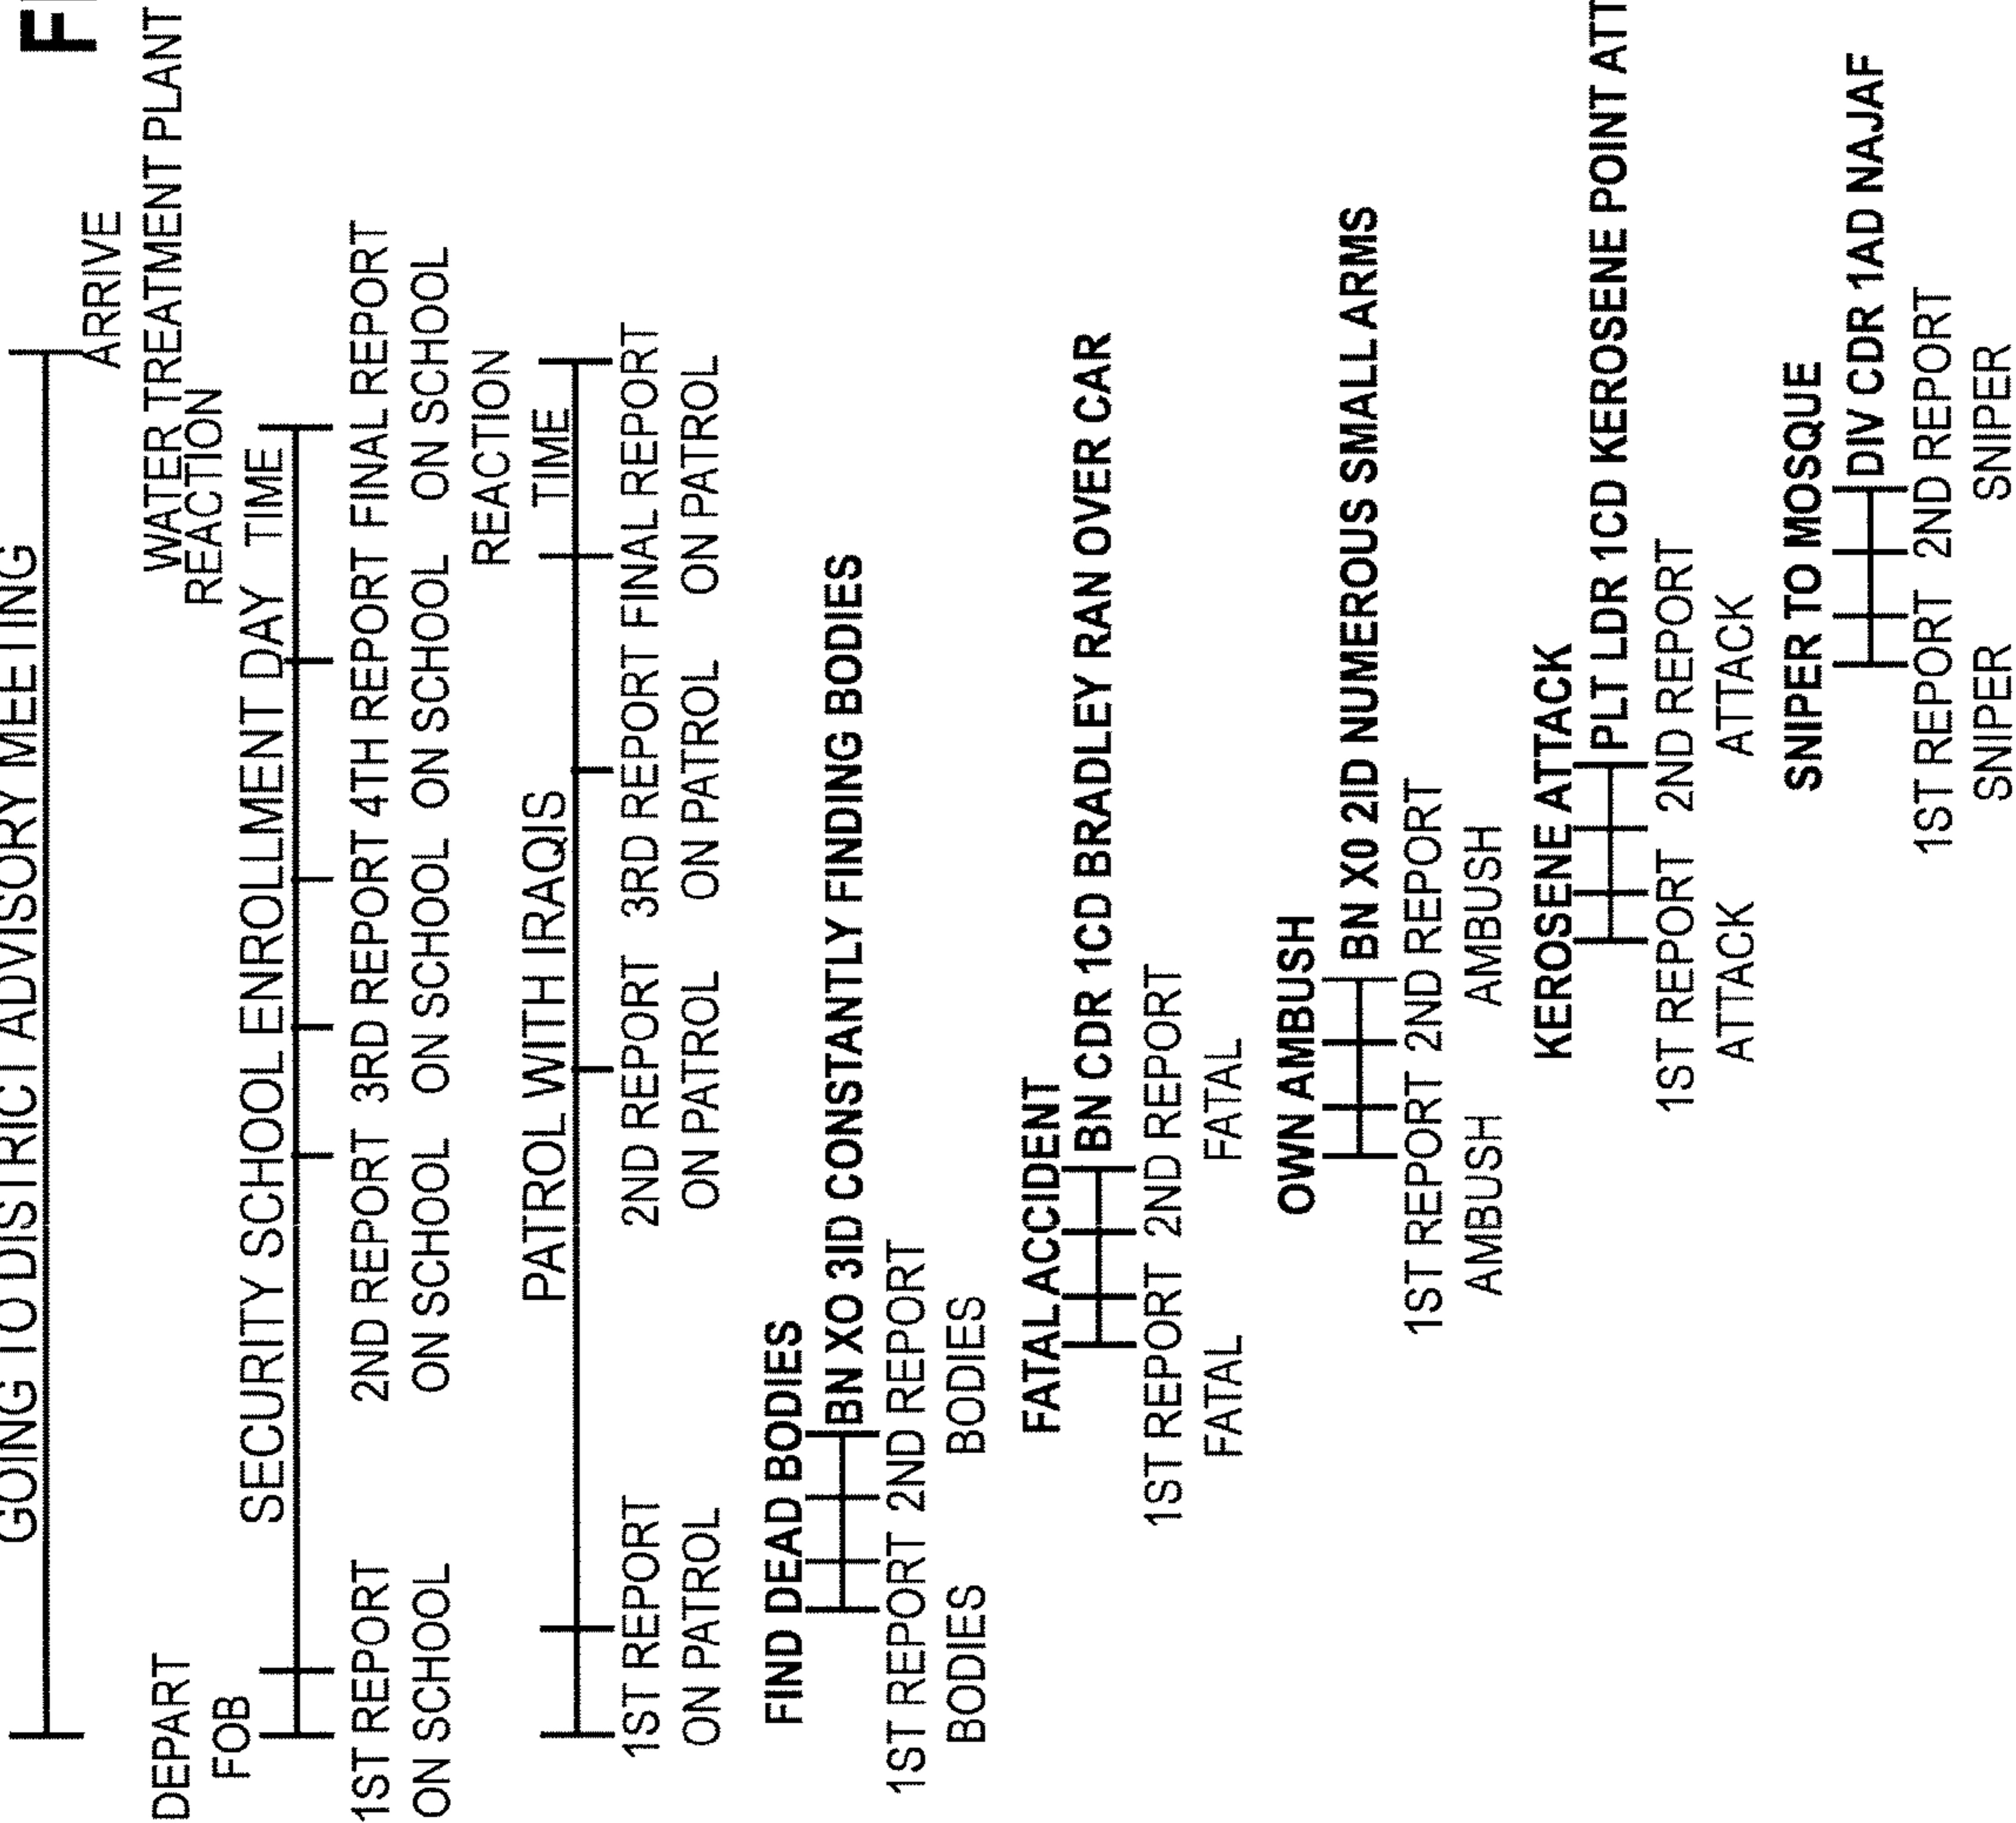 GOING TO DISTRICT ADVISORY MEETING
DEPART
FOB
ARRIVE
WATER TREATMENT PLANT
REACTION
SECURITY SCHOOL ENROLLMENT DAY TIME
1ST REPORT 2ND REPORT 3RD REPORT 4TH REPORT FINAL REPORT
ON SCHOOL ON SCHOOL ON SCHOOL ON SCHOOL ON SCHOOL
REACTION
PATROL WITH IRAQIS TIME
1ST REPORT 2ND REPORT 3RD REPORT FINAL REPORT
ON PATROL ON PATROL ON PATROL ON PATROL
FIND DEAD BODIES
BN XO 3ID CONSTANTLY FINDING BODIES
1ST REPORT 2ND REPORT
BODIES BODIES
FATAL ACCIDENT
BN CDR 1CD BRADLEY RAN OVER CAR
1ST REPORT 2ND REPORT
FATAL FATAL
OWN AMBUSH
BN X0 2ID NUMEROUS SMALL ARMS
1ST REPORT 2ND REPORT
AMBUSH AMBUSH
KEROSENE ATTACK
PLT LDR 1CD KEROSENE POINT ATT
1ST REPORT 2ND REPORT
ATTACK ATTACK
SNIPER TO MOSQUE
DIV CDR 1AD NAJAF
1ST REPORT 2ND REPORT
SNIPER SNIPER